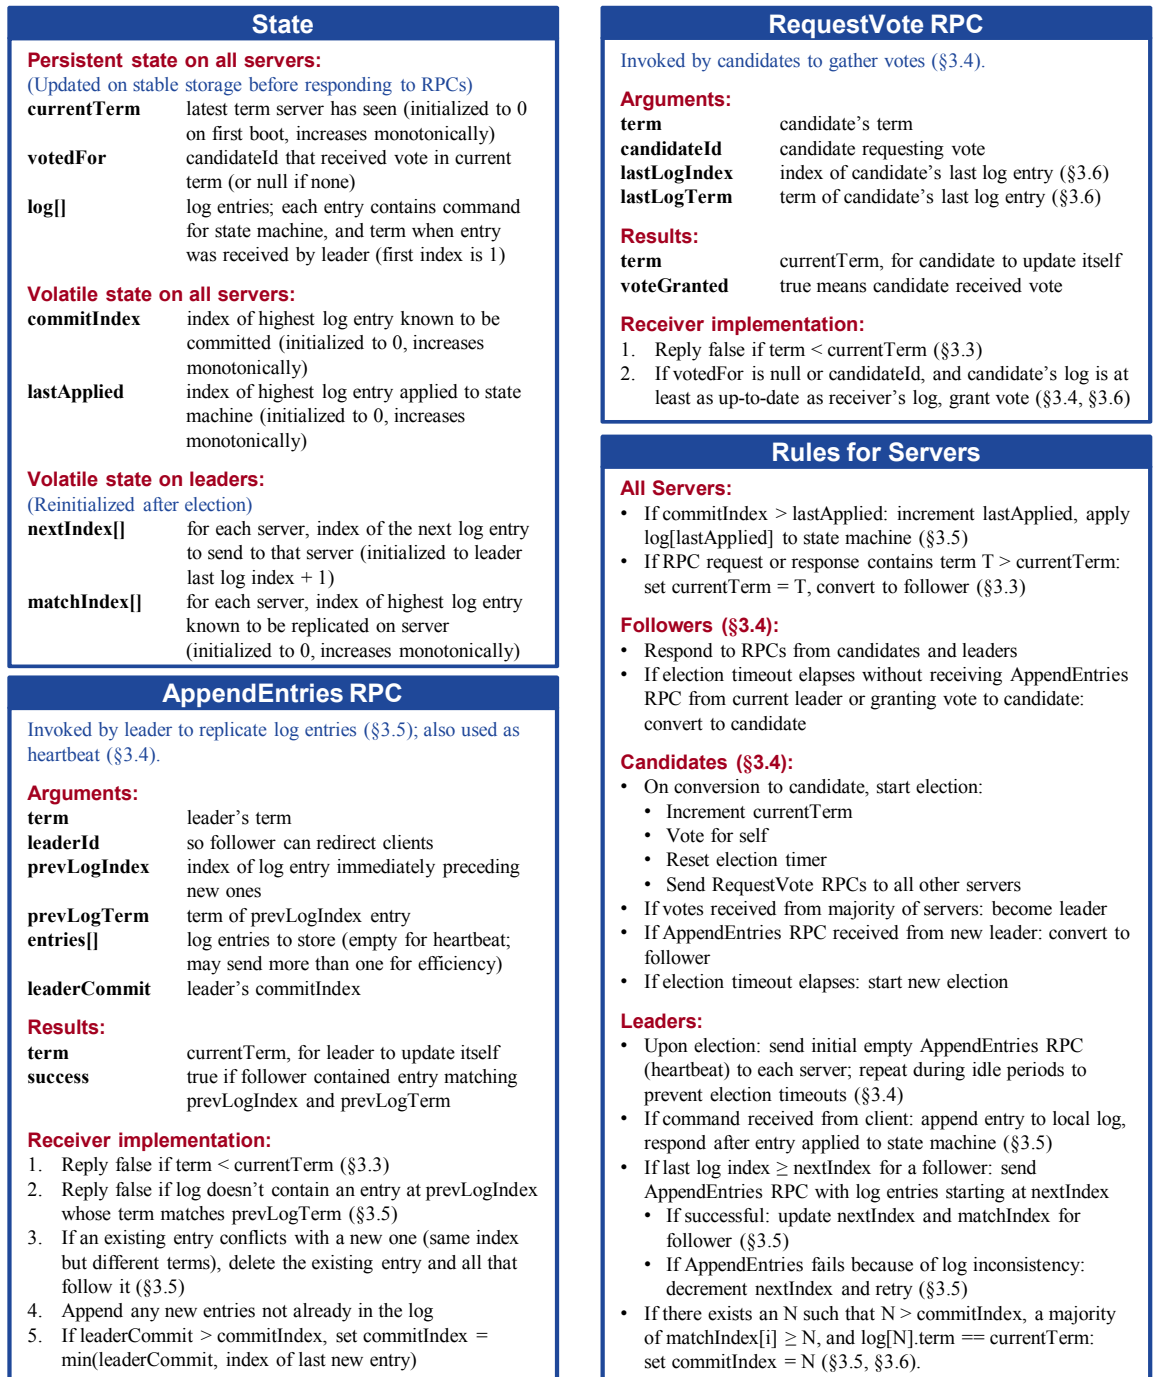 State
Persistent state on all servers:
(Updated on stable storage before responding to RPCs)
currentTerm latest term server has seen (initialized to 0
on first boot, increases monotonically)
votedFor candidateId that received vote in current
term (or null if none)
log[] log entries; each entry contains command
for state machine, and term when entry
was received by leader (first index is 1)
Volatile state on all servers:
commitIndex index of highest log entry known to be
committed (initialized to 0, increases
monotonically)
lastApplied index of highest log entry applied to state
machine (initialized to 0, increases
monotonically)
Volatile state on leaders:
(Reinitialized after election)
nextIndex[] for each server, index of the next log entry
to send to that server (initialized to leader
last log index + 1)
matchIndex[] for each server, index of highest log entry
known to be replicated on server
(initialized to 0, increases monotonically)
AppendEntries RPC
Invoked by leader to replicate log entries (§3.5); also used as
heartbeat (§3.4).
Arguments:
term leader's term
leaderId so follower can redirect clients
prevLogIndex index of log entry immediately preceding
new ones
prevLogTerm term of prevLogIndex entry
entries[] log entries to store (empty for heartbeat;
may send more than one for efficiency)
leaderCommit leader's commitIndex
Results:
term currentTerm, for leader to update itself
success true if follower contained entry matching
prevLogIndex and prevLogTerm
Receiver implementation:
1. Reply false if term < currentTerm (§3.3)
2. Reply false if log doesn't contain an entry at prevLogIndex
whose term matches prevLogTerm (§3.5)
3. If an existing entry conflicts with a new one (same index
but different terms), delete the existing entry and all that
follow it (§3.5)
4. Append any new entries not already in the log
5. If leaderCommit > commitIndex, set commitIndex =
min(leaderCommit, index of last new entry)
RequestVote RPC
Invoked by candidates to gather votes (§3.4).
Arguments:
term candidate's term
candidateId candidate requesting vote
lastLogIndex index of candidate's last log entry (§3.6)
lastLogTerm term of candidate's last log entry (§3.6)
Results:
term currentTerm, for candidate to update itself
voteGranted true means candidate received vote
Receiver implementation:
1. Reply false if term < currentTerm (§3.3)
2. If votedFor is null or candidateId, and candidate's log is at
least as up-to-date as receiver's log, grant vote (§3.4, §3.6)
Rules for Servers
All Servers:
• If commitIndex > lastApplied: increment lastApplied, apply
log[lastApplied] to state machine (§3.5)
• If RPC request or response contains term T > currentTerm:
set currentTerm = T, convert to follower (§3.3)
Followers (§3.4):
• Respond to RPCs from candidates and leaders
• If election timeout elapses without receiving AppendEntries
RPC from current leader or granting vote to candidate:
convert to candidate
Candidates (§3.4):
• On conversion to candidate, start election:
• Increment currentTerm
• Vote for self
• Reset election timer
• Send RequestVote RPCs to all other servers
• If votes received from majority of servers: become leader
• If AppendEntries RPC received from new leader: convert to
follower
• If election timeout elapses: start new election
Leaders:
• Upon election: send initial empty AppendEntries RPC
(heartbeat) to each server; repeat during idle periods to
prevent election timeouts (§3.4)
• If command received from client: append entry to local log,
respond after entry applied to state machine (§3.5)
• If last log index ≥ nextIndex for a follower: send
AppendEntries RPC with log entries starting at nextIndex
• If successful: update nextIndex and matchIndex for
follower (§3.5)
• If AppendEntries fails because of log inconsistency:
decrement nextIndex and retry (§3.5)
• If there exists an N such that N > commitIndex, a majority
of matchIndex[i] ≥ N, and log[N].term == currentTerm:
set commitIndex = N (§3.5, §3.6).